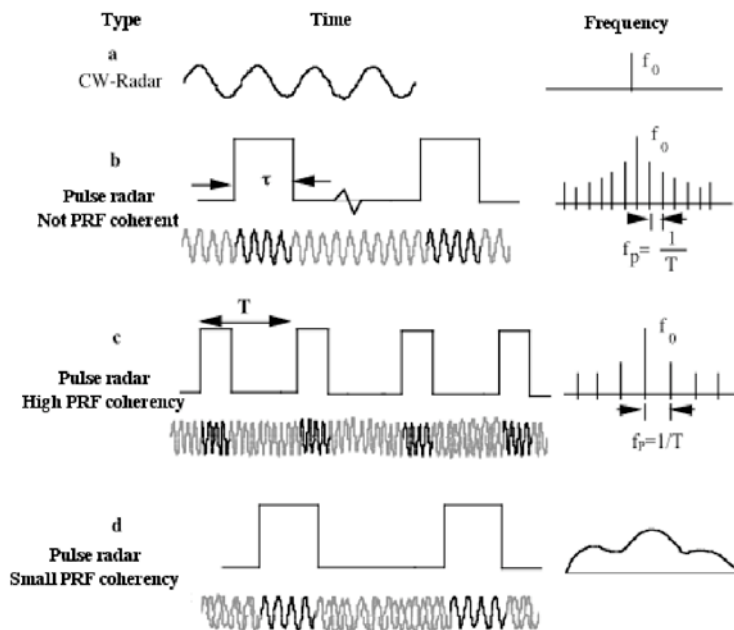 Type Time Frequency
a
CW-Radar
f0
b
Pulse radar
Not PRF coherent
τ
f0
fp= 1/T
c
Pulse radar
High PRF coherency
T
f0
fP=1/T
d
Pulse radar
Small PRF coherency